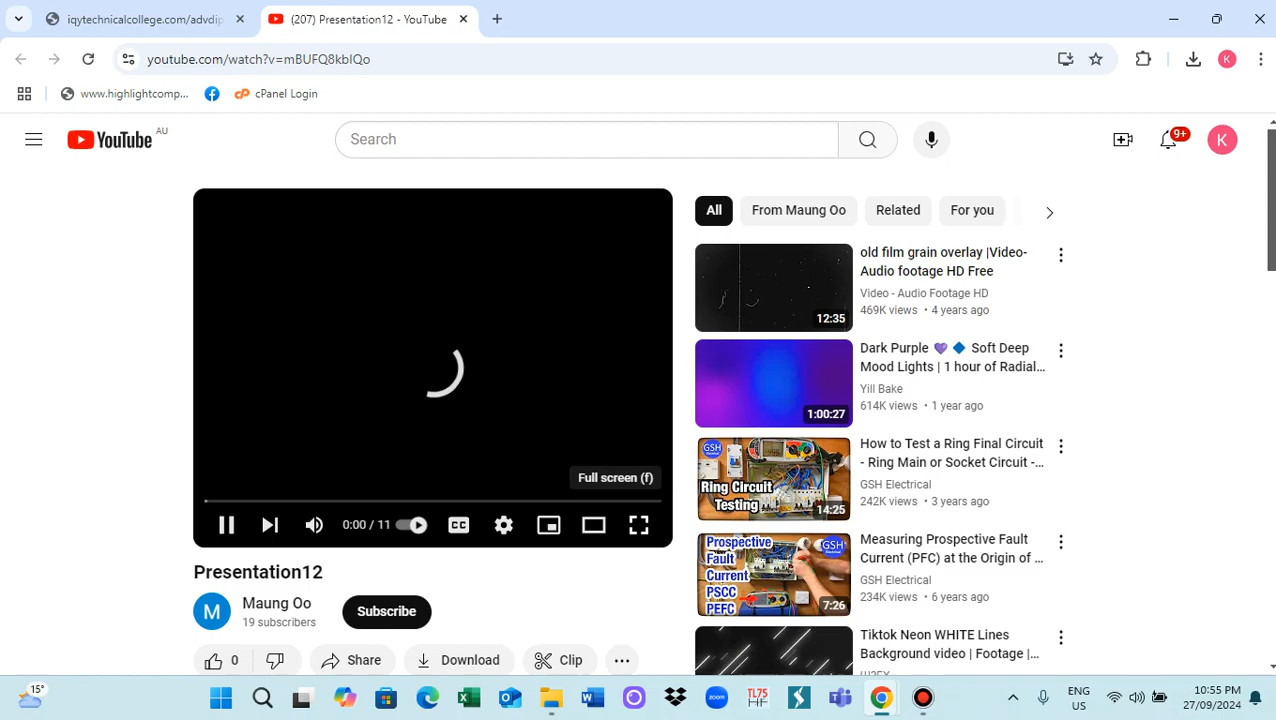 iqytechnicalcollege.com/advdip
(207) Presentation12 - YouTube
youtube.com/watch?v=mBUFQ8kbIQo
K
www.highlightcomp...
cPanel Login
YouTube AU
Search
9+
K
All
From Maung Oo
Related
For you
old film grain overlay |Video-
Audio footage HD Free
Video - Audio Footage HD
469K views • 4 years ago
12:35
Dark Purple 💜 🔷 Soft Deep
Mood Lights | 1 hour of Radial...
Yill Bake
614K views • 1 year ago
1:00:27
GSH
Electrical
Ring Circuit
Testing
14:25
How to Test a Ring Final Circuit
- Ring Main or Socket Circuit -...
GSH Electrical
242K views • 3 years ago
Prospective
Fault
Current
PSCC
PEFC
GSH
Electrical
7:26
Measuring Prospective Fault
Current (PFC) at the Origin of ...
GSH Electrical
234K views • 6 years ago
Tiktok Neon WHITE Lines
Background video | Footage |...
Full screen (f)
0:00 / 11
CC
Presentation12
M
Maung Oo
19 subscribers
Subscribe
0
Share
Download
Clip
15°
zoom
TL75
ENG
US
10:55 PM
27/09/2024